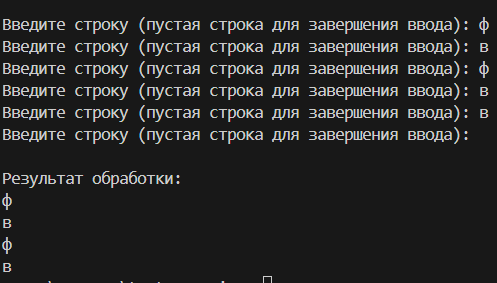 Введите строку (пустая строка для завершения ввода): ф
Введите строку (пустая строка для завершения ввода): в
Введите строку (пустая строка для завершения ввода): ф
Введите строку (пустая строка для завершения ввода): в
Введите строку (пустая строка для завершения ввода): в
Введите строку (пустая строка для завершения ввода):
Результат обработки:
ф
в
ф
в